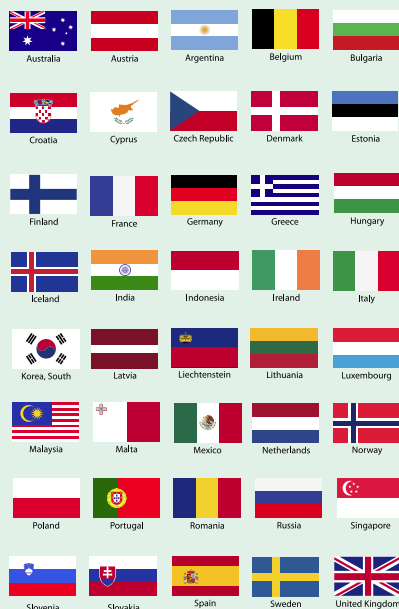 Australia
Austria
Argentina
Belgium
Bulgaria
Croatia
Cyprus
Czech Republic
Denmark
Estonia
Finland
France
Germany
Greece
Hungary
Iceland
India
Indonesia
Ireland
Italy
Korea, South
Latvia
Liechtenstein
Lithuania
Luxembourg
Malaysia
Malta
Mexico
Netherlands
Norway
Poland
Portugal
Romania
Russia
Singapore
Slovenia
Slovakia
Spain
Sweden
United Kingdom